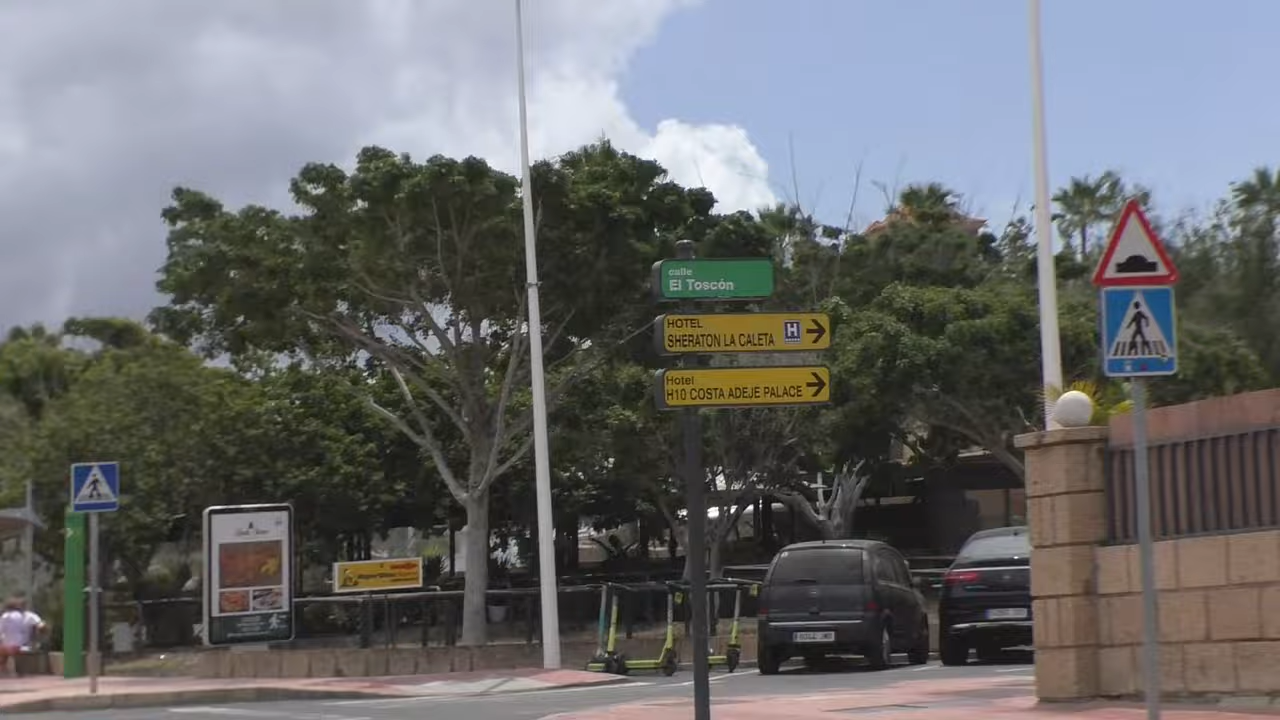 calle
El Toscón
HOTEL
SHERATON LA CALETA H
Hotel
H10 COSTA ADEJE PALACE